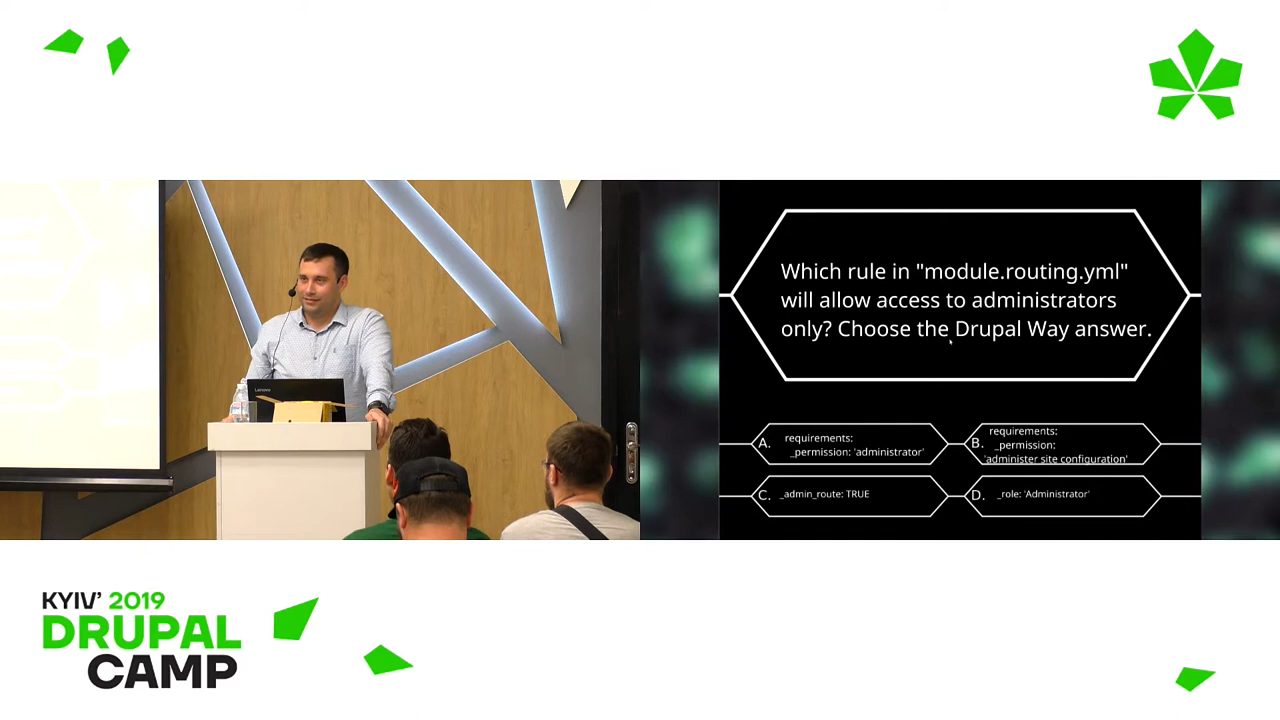 Lenovo
Which rule in "module.routing.yml"
will allow access to administrators
only? Choose the Drupal Way answer.
A. requirements:
_permission: 'administrator'
B. requirements:
_permission:
'administer site configuration'
C. _admin_route: TRUE
D. _role: 'Administrator'
KYIV' 2019
DRUPAL
CAMP